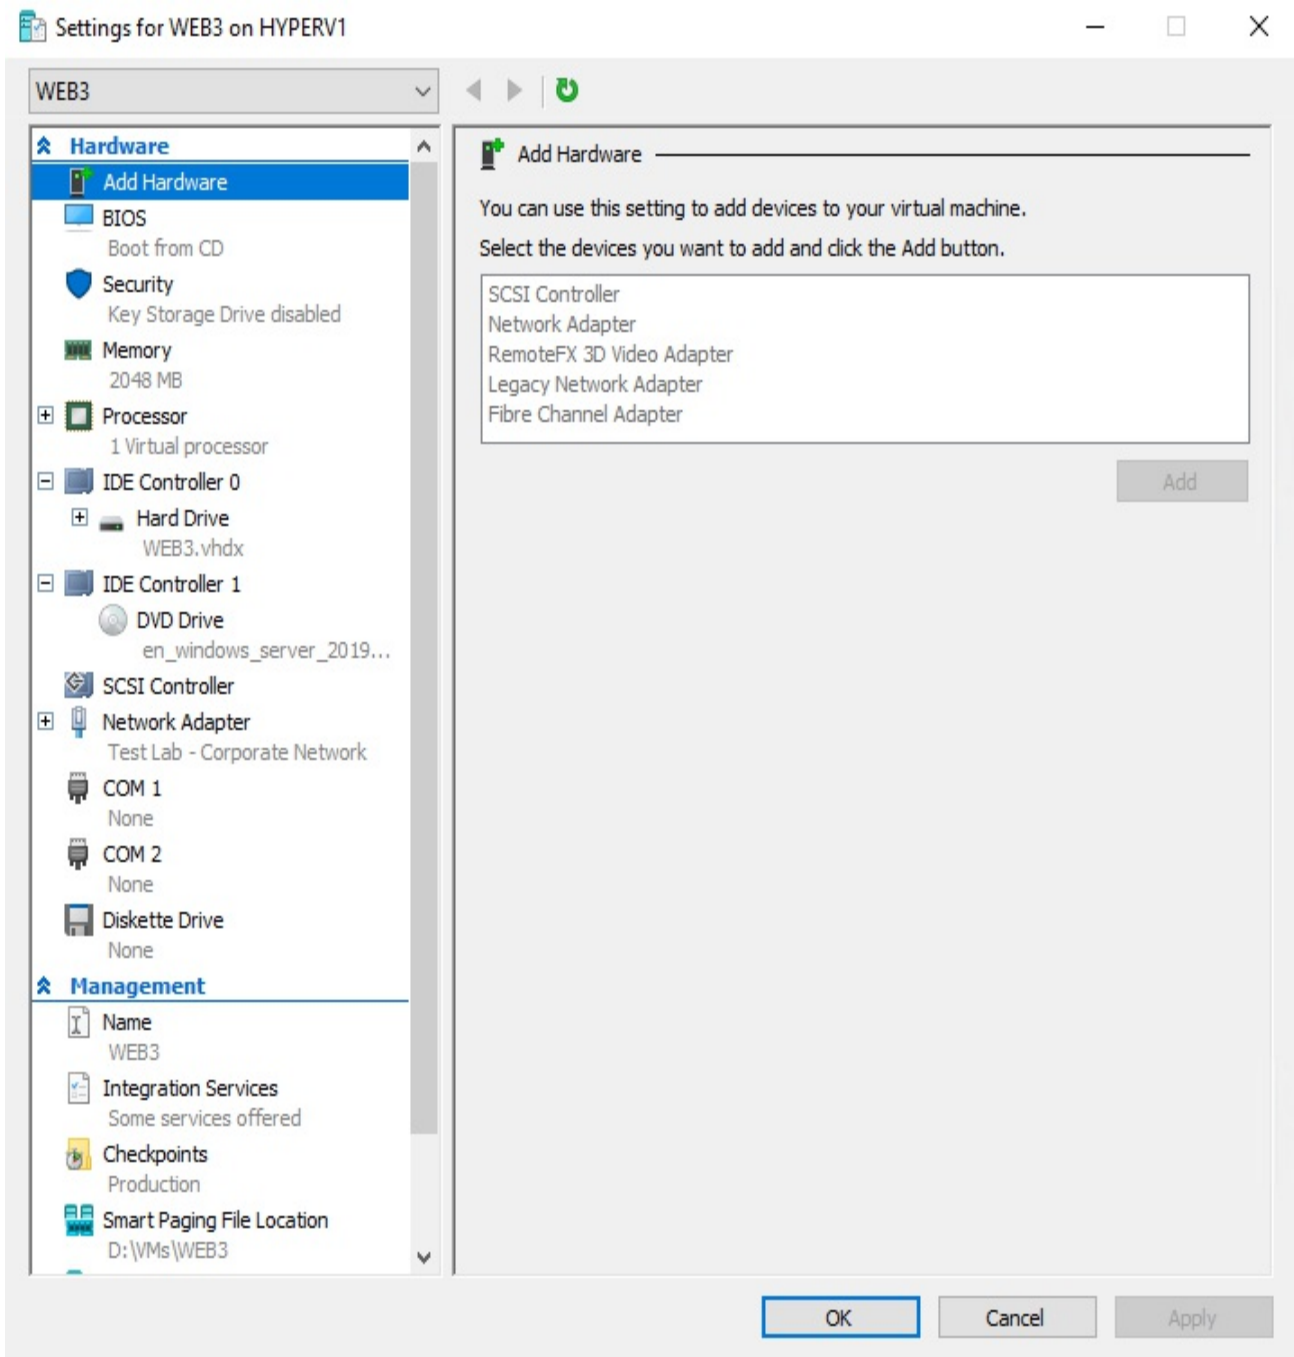 Settings for WEB3 on HYPERV1
WEB3
Hardware
Add Hardware
BIOS
Boot from CD
Security
Key Storage Drive disabled
Memory
2048 MB
Processor
1 Virtual processor
IDE Controller 0
Hard Drive
WEB3.vhdx
IDE Controller 1
DVD Drive
en_windows_server_2019...
SCSI Controller
Network Adapter
Test Lab - Corporate Network
COM 1
None
COM 2
None
Diskette Drive
None
Management
Name
WEB3
Integration Services
Some services offered
Checkpoints
Production
Smart Paging File Location
D:\VMs\WEB3
Add Hardware
You can use this setting to add devices to your virtual machine.
Select the devices you want to add and click the Add button.
SCSI Controller
Network Adapter
RemoteFX 3D Video Adapter
Legacy Network Adapter
Fibre Channel Adapter
Add
OK
Cancel
Apply